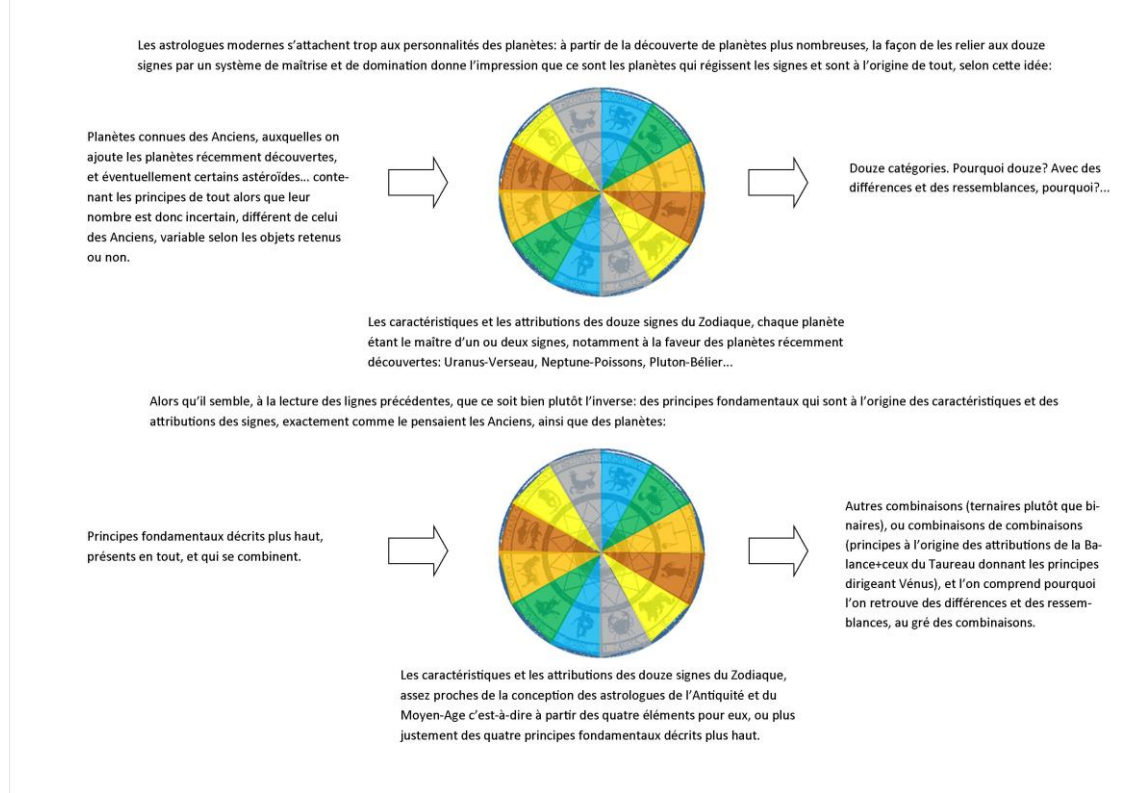 Les astrologues modernes s’attachent trop aux personnalités des planètes: à partir de la découverte de planètes plus nombreuses, la façon de les relier aux douze
signes par un système de maîtrise et de domination donne l’impression que ce sont les planètes qui régissent les signes et sont à l’origine de tout, selon cette idée:
Planètes connues des Anciens, auxquelles on
ajoute les planètes récemment découvertes,
et éventuellement certains astéroïdes... conte-
nant les principes de tout alors que leur
nombre est donc incertain, différent de celui
des Anciens, variable selon les objets retenus
ou non.
Douze catégories. Pourquoi douze? Avec des
différences et des ressemblances, pourquoi?...
Les caractéristiques et les attributions des douze signes du Zodiaque, chaque planète
étant le maître d’un ou deux signes, notamment à la faveur des planètes récemment
découvertes: Uranus-Verseau, Neptune-Poissons, Pluton-Bélier...
Alors qu’il semble, à la lecture des lignes précédentes, que ce soit bien plutôt l’inverse: des principes fondamentaux qui sont à l’origine des caractéristiques et des
attributions des signes, exactement comme le pensaient les Anciens, ainsi que des planètes:
Principes fondamentaux décrits plus haut,
présents en tout, et qui se combinent.
Autres combinaisons (ternaires plutôt que bi-
naires), ou combinaisons de combinaisons
(principes à l’origine des attributions de la Ba-
lance+ceux du Taureau donnant les principes
dirigeant Vénus), et l’on comprend pourquoi
l’on retrouve des différences et des ressem-
blances, au gré des combinaisons.
Les caractéristiques et les attributions des douze signes du Zodiaque,
assez proches de la conception des astrologues de l’Antiquité et du
Moyen-Age c’est-à-dire à partir des quatre éléments pour eux, ou plus
justement des quatre principes fondamentaux décrits plus haut.